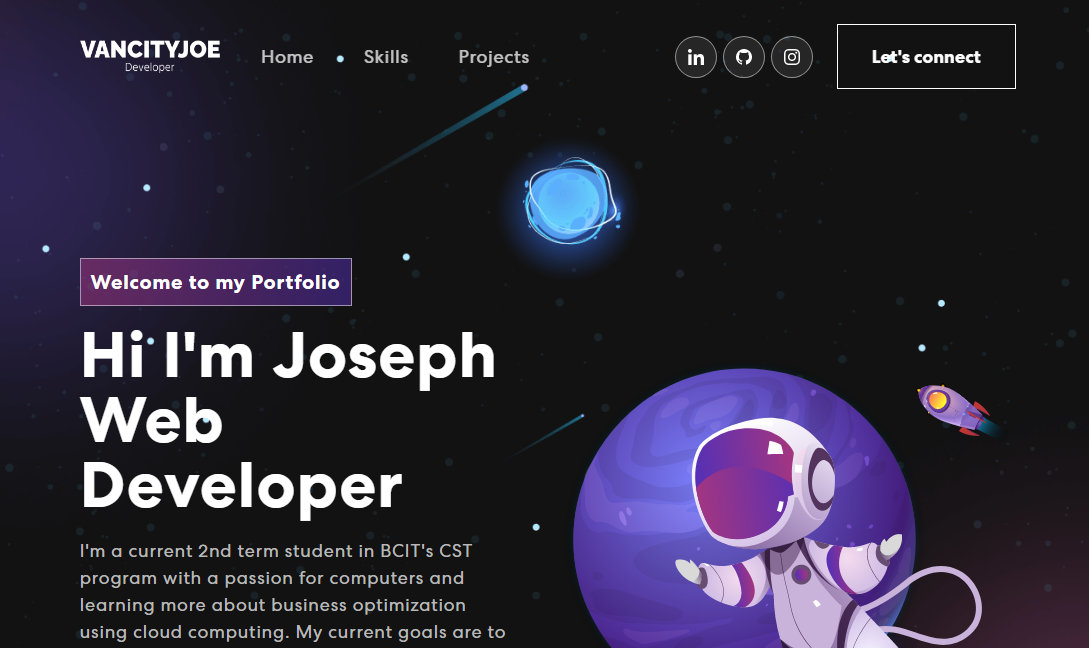 VANCITYJOE
Developer
Home
Skills
Projects
in
Let's connect
Welcome to my Portfolio
Hi I'm Joseph
Web
Developer
I'm a current 2nd term student in BCIT's CST
program with a passion for computers and
learning more about business optimization
using cloud computing. My current goals are to